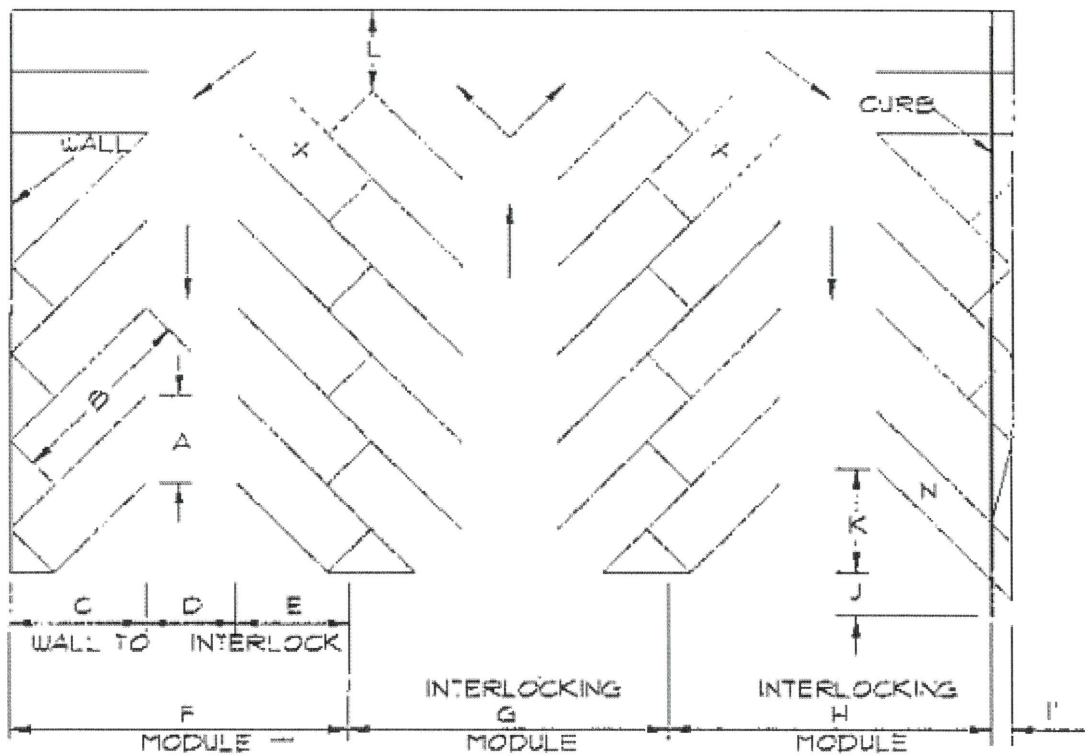 L
CURB
WALL
X
X
B
A
N
K
J
C D E
WALL TO INTERLOCK
INTERLOCKING INTERLOCKING
F G H I'
MODULE MODULE MODULE